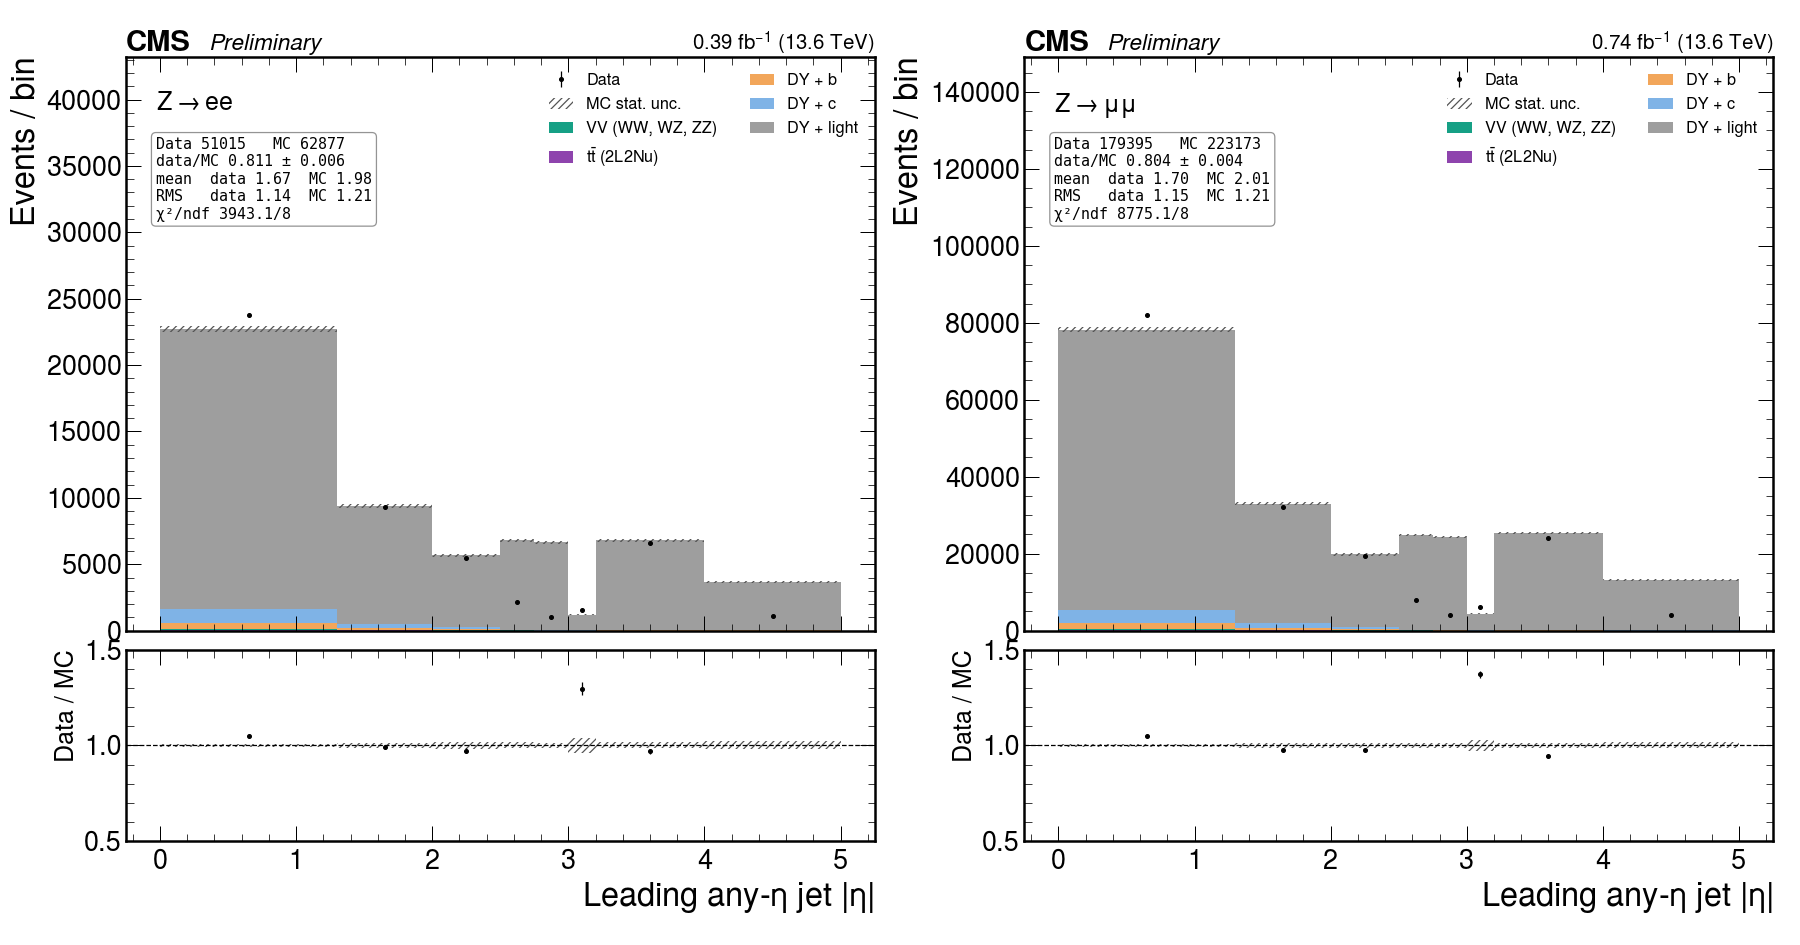 CMS Preliminary
0.39 fb⁻¹ (13.6 TeV)
Events / bin
40000
35000
30000
25000
20000
15000
10000
5000
0
Z→ee
Data 51015 MC 62877
data/MC 0.811 ± 0.006
mean data 1.67 MC 1.98
RMS data 1.14 MC 1.21
χ²/ndf 3943.1/8
Data
MC stat. unc.
VV (WW, WZ, ZZ)
tt̄ (2L2Nu)
DY + b
DY + c
DY + light
Data / MC
1.5
1.0
0.5
0 1 2 3 4 5
Leading any-η jet |η|
CMS Preliminary
0.74 fb⁻¹ (13.6 TeV)
Events / bin
140000
120000
100000
80000
60000
40000
20000
0
Z→μμ
Data 179395 MC 223173
data/MC 0.804 ± 0.004
mean data 1.70 MC 2.01
RMS data 1.15 MC 1.21
χ²/ndf 8775.1/8
Data
MC stat. unc.
VV (WW, WZ, ZZ)
tt̄ (2L2Nu)
DY + b
DY + c
DY + light
Data / MC
1.5
1.0
0.5
0 1 2 3 4 5
Leading any-η jet |η|